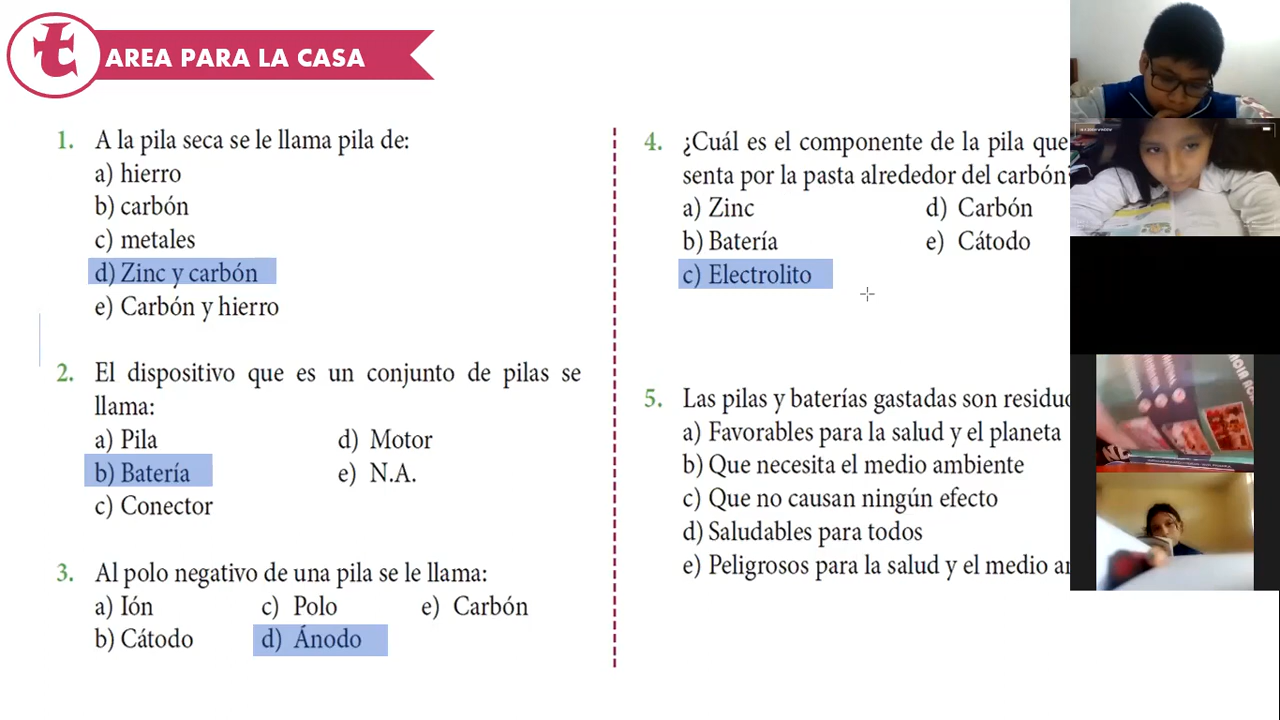 t AREA PARA LA CASA
1. A la pila seca se le llama pila de:
a) hierro
b) carbón
c) metales
d) Zinc y carbón
e) Carbón y hierro
2. El dispositivo que es un conjunto de pilas se
llama:
a) Pila
d) Motor
b) Batería
e) N.A.
c) Conector
3. Al polo negativo de una pila se le llama:
a) Ión
c) Polo
e) Carbón
b) Cátodo
d) Ánodo
4. ¿Cuál es el componente de la pila que
senta por la pasta alrededor del carbón
a) Zinc
d) Carbón
b) Batería
e) Cátodo
c) Electrolito
5. Las pilas y baterías gastadas son residuo
a) Favorables para la salud y el planeta
b) Que necesita el medio ambiente
c) Que no causan ningún efecto
d) Saludables para todos
e) Peligrosos para la salud y el medio